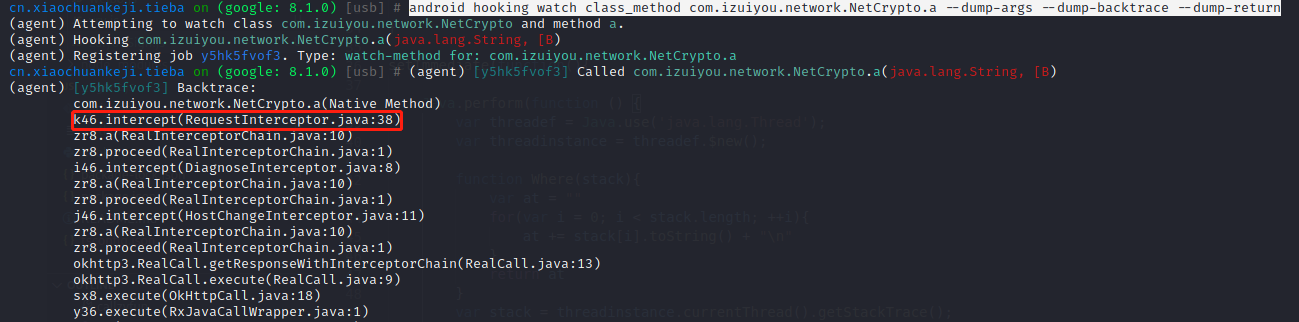 cn.xiaochuankeji.tieba on (google: 8.1.0) [usb] # android hooking watch class_method com.izuiyou.network.NetCrypto.a --dump-args --dump-backtrace --dump-return
(agent) Attempting to watch class com.izuiyou.network.NetCrypto and method a.
(agent) Hooking com.izuiyou.network.NetCrypto.a(java.lang.String, [B)
(agent) Registering job y5hk5fvof3. Type: watch-method for: com.izuiyou.network.NetCrypto.a
cn.xiaochuankeji.tieba on (google: 8.1.0) [usb] # (agent) [y5hk5fvof3] Called com.izuiyou.network.NetCrypto.a(java.lang.String, [B)
(agent) [y5hk5fvof3] Backtrace:
com.izuiyou.network.NetCrypto.a(Native Method)
k46.intercept(RequestInterceptor.java:38)
zr8.a(RealInterceptorChain.java:10)
zr8.proceed(RealInterceptorChain.java:1)
i46.intercept(DiagnoseInterceptor.java:8)
zr8.a(RealInterceptorChain.java:10)
zr8.proceed(RealInterceptorChain.java:1)
j46.intercept(HostChangeInterceptor.java:11)
zr8.a(RealInterceptorChain.java:10)
zr8.proceed(RealInterceptorChain.java:1)
okhttp3.RealCall.getResponseWithInterceptorChain(RealCall.java:13)
okhttp3.RealCall.execute(RealCall.java:9)
sx8.execute(OkHttpCall.java:18)
y36.execute(RxJavaCallWrapper.java:1)